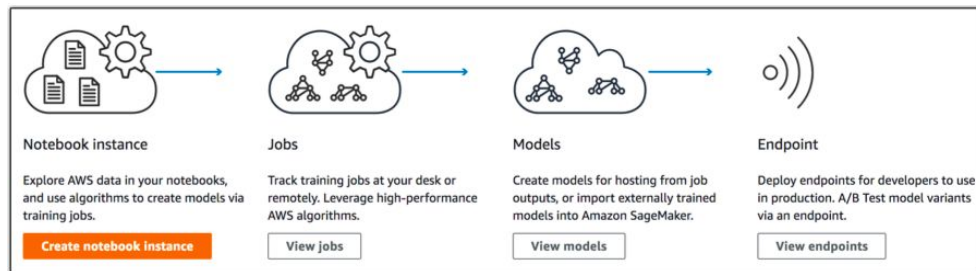 Notebook instance
Explore AWS data in your notebooks,
and use algorithms to create models via
training jobs.
Create notebook instance
Jobs
Track training jobs at your desk or
remotely. Leverage high-performance
AWS algorithms.
View jobs
Models
Create models for hosting from job
outputs, or import externally trained
models into Amazon SageMaker.
View models
Endpoint
Deploy endpoints for developers to use
in production. A/B Test model variants
via an endpoint.
View endpoints